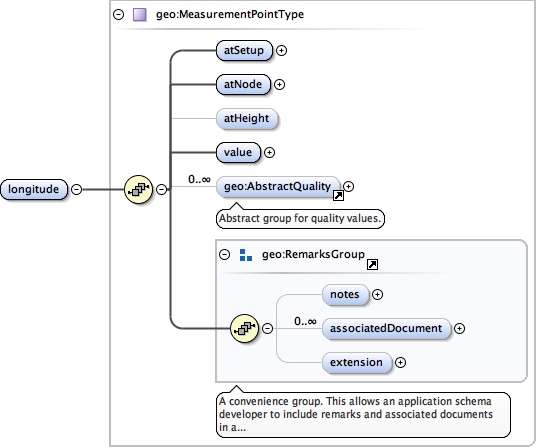 geo:MeasurementPointType
atSetup
atNode
atHeight
value
longitude
0..∞
geo:AbstractQuality
Abstract group for quality values.
geo:RemarksGroup
notes
0..∞
associatedDocument
extension
A convenience group. This allows an application schema
developer to include remarks and associated documents
in a...